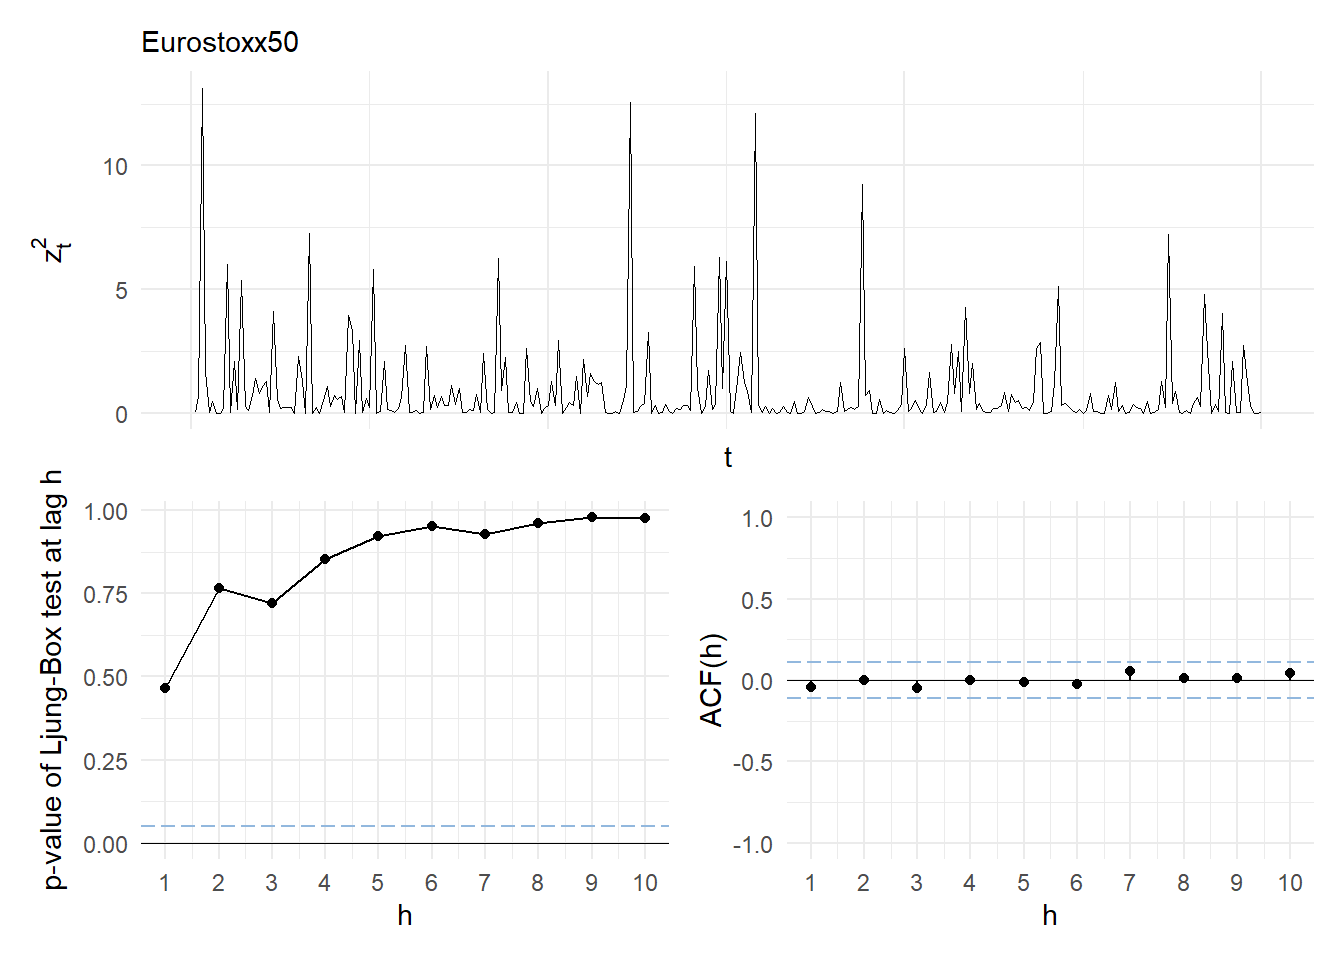 Eurostoxx50
z_t^2
10
5
0
t
p-value of Ljung-Box test at lag h
1.00
0.75
0.50
0.25
0.00
1 2 3 4 5 6 7 8 9 10
h
ACF(h)
1.0
0.5
0.0
-0.5
-1.0
1 2 3 4 5 6 7 8 9 10
h